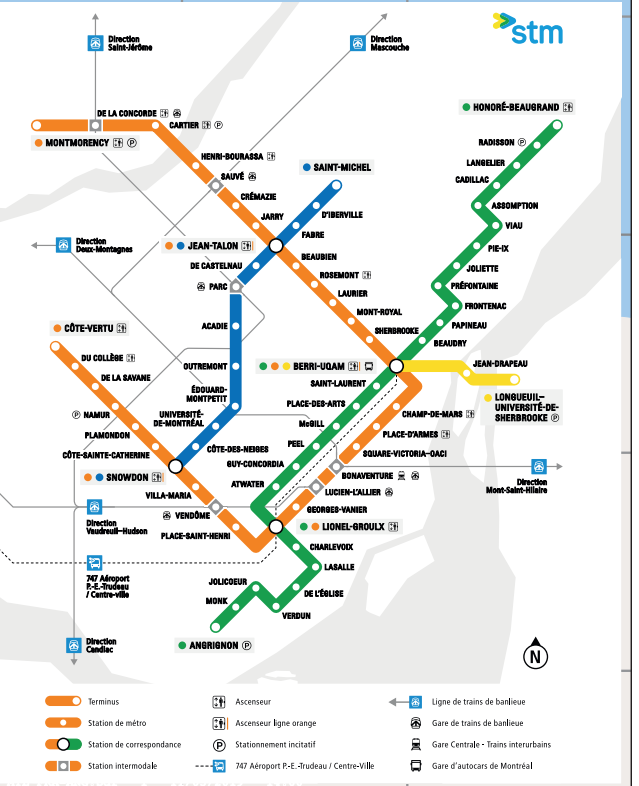 stm
Direction
Saint-Jérôme
Direction
Mascouche
DE LA CONCORDE
CARTIER P
MONTMORENCY P
HONORÉ-BEAUGRAND
RADISSON P
LANGELIER
CADILLAC
ASSOMPTION
VIAU
PIE-IX
JOLIETTE
PRÉFONTAINE
FRONTENAC
PAPINEAU
BEAUDRY
HENRI-BOURASSA
SAUVÉ
CRÉMAZIE
JARRY
SAINT-MICHEL
D'IBERVILLE
FABRE
JEAN-TALON
BEAUBIEN
DE CASTELNAU
ROSEMONT
PARC
LAURIER
MONT-ROYAL
SHERBROOKE
Direction
Deux-Montagnes
ACADIE
OUTREMONT
ÉDOUARD-
MONTPETIT
UNIVERSITÉ-
DE-MONTRÉAL
CÔTE-DES-NEIGES
CÔTE-VERTU
DU COLLÈGE
DE LA SAVANE
P NAMUR
PLAMONDON
CÔTE-SAINTE-CATHERINE
SNOWDON
VILLA-MARIA
VENDÔME
PLACE-SAINT-HENRI
BERRI-UQAM
JEAN-DRAPEAU
LONGUEUIL–
UNIVERSITÉ-DE-
SHERBROOKE P
SAINT-LAURENT
PLACE-DES-ARTS
McGILL
PEEL
GUY-CONCORDIA
ATWATER
CHAMP-DE-MARS
PLACE-D'ARMES
SQUARE-VICTORIA–OACI
BONAVENTURE
LUCIEN-L'ALLIER
GEORGES-VANIER
LIONEL-GROULX
Direction
Mont-Saint-Hilaire
CHARLEVOIX
LASALLE
DE L'ÉGLISE
VERDUN
JOLICOEUR
MONK
ANGRIGNON P
Direction
Vaudreuil–Hudson
747 Aéroport
P.-E.-Trudeau
/ Centre-ville
Direction
Candiac
N
Terminus
Station de métro
Station de correspondance
Station intermodale
Ascenseur
Ascenseur ligne orange
P Stationnement incitatif
747 Aéroport P.-E.-Trudeau / Centre-Ville
Ligne de trains de banlieue
Gare de trains de banlieue
Gare Centrale - Trains interurbains
Gare d'autocars de Montréal